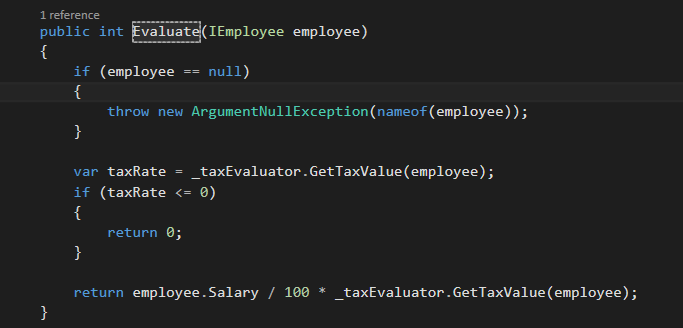 1 reference
public int Evaluate(IEmployee employee)
{
if (employee == null)
{
throw new ArgumentNullException(nameof(employee));
}
var taxRate = _taxEvaluator.GetTaxValue(employee);
if (taxRate <= 0)
{
return 0;
}
return employee.Salary / 100 * _taxEvaluator.GetTaxValue(employee);
}